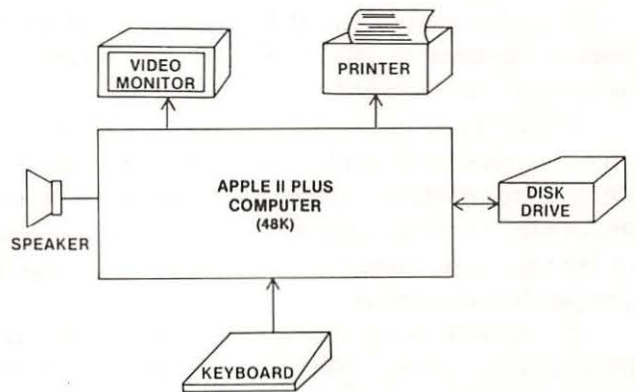 VIDEO
MONITOR
PRINTER
APPLE II PLUS
COMPUTER
(48K)
DISK
DRIVE
SPEAKER
KEYBOARD